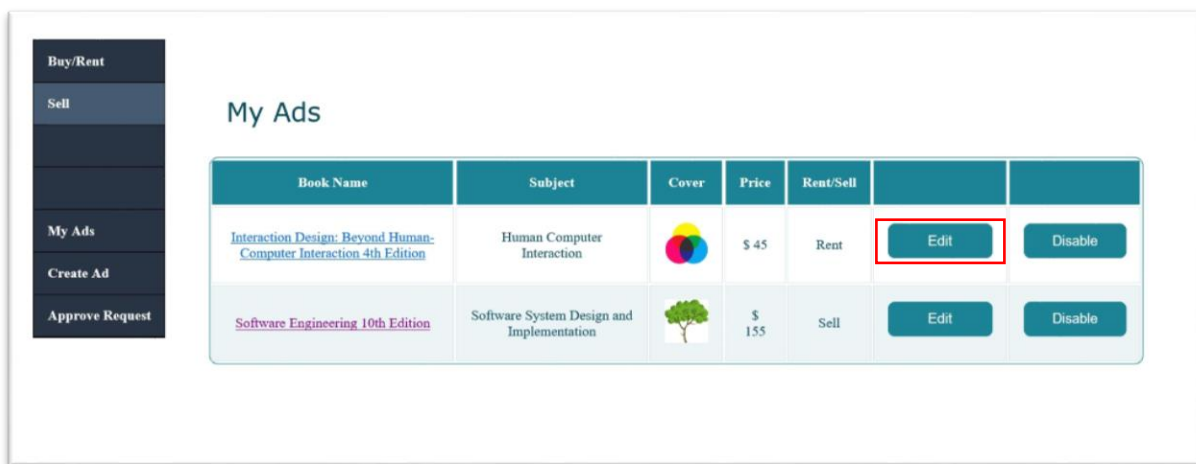 Buy/Rent
Sell
My Ads
Create Ad
Approve Request
My Ads
Book Name
Subject
Cover
Price
Rent/Sell
Interaction Design: Beyond Human-
Computer Interaction 4th Edition
Human Computer
Interaction
$ 45
Rent
Edit
Disable
Software Engineering 10th Edition
Software System Design and
Implementation
$
155
Sell
Edit
Disable